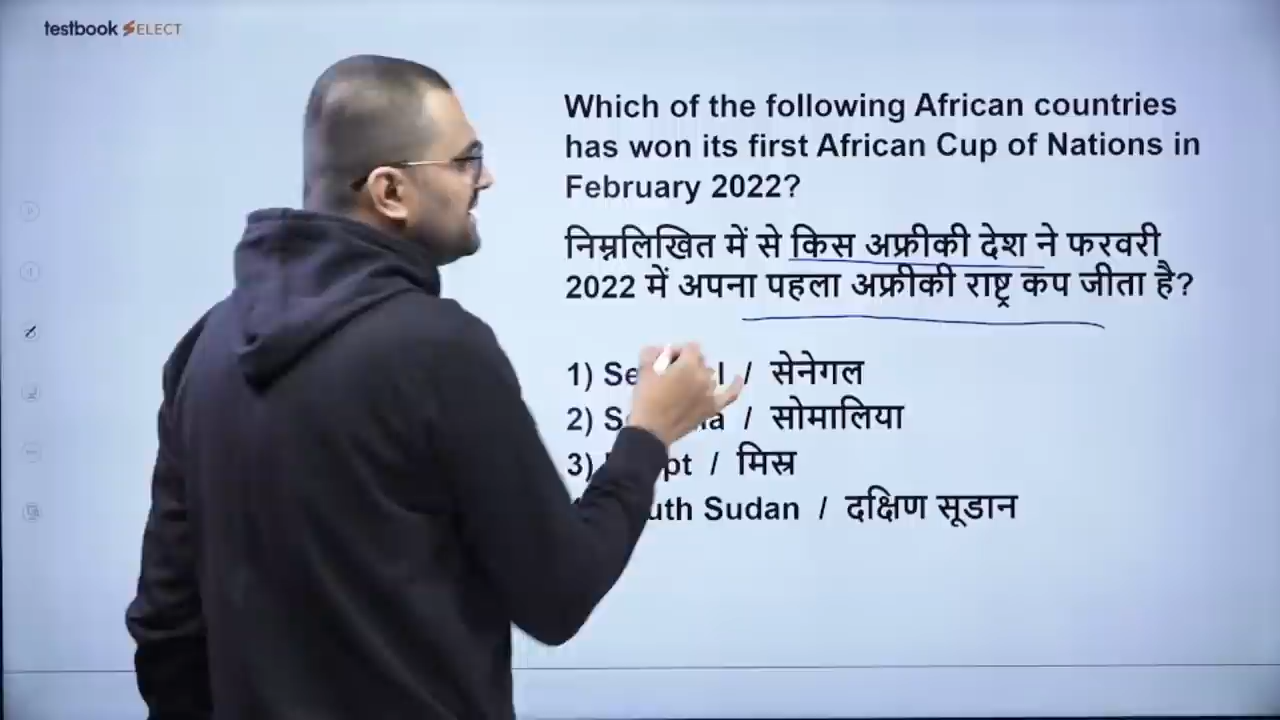 testbook SELECT
Which of the following African countries
has won its first African Cup of Nations in
February 2022?
निम्नलिखित में से किस अफ्रीकी देश ने फरवरी
2022 में अपना पहला अफ्रीकी राष्ट्र कप जीता है?
1) / सेनेगल
2) / सोमालिया
3) / मिस्र
Sudan / दक्षिण सूडान